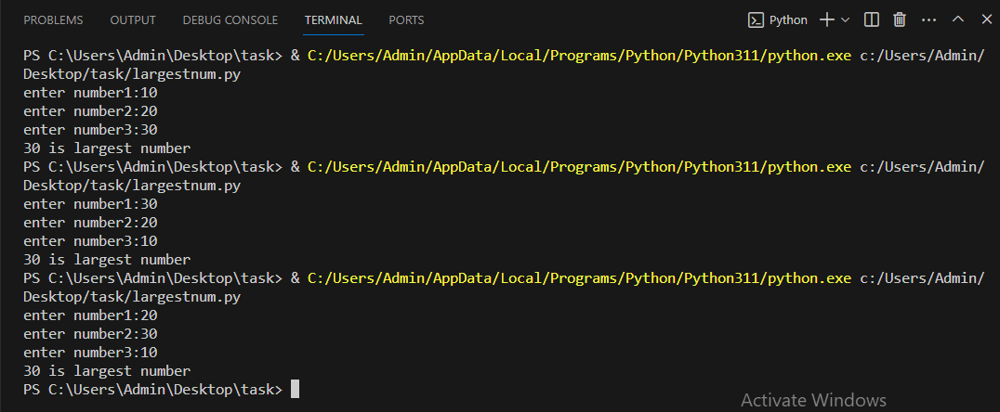 PROBLEMS OUTPUT DEBUG CONSOLE TERMINAL PORTS Python
PS C:\Users\Admin\Desktop\task> & C:/Users/Admin/AppData/Local/Programs/Python/Python311/python.exe c:/Users/Admin/
Desktop/task/largestnum.py
enter number1:10
enter number2:20
enter number3:30
30 is largest number
PS C:\Users\Admin\Desktop\task> & C:/Users/Admin/AppData/Local/Programs/Python/Python311/python.exe c:/Users/Admin/
Desktop/task/largestnum.py
enter number1:30
enter number2:20
enter number3:10
30 is largest number
PS C:\Users\Admin\Desktop\task> & C:/Users/Admin/AppData/Local/Programs/Python/Python311/python.exe c:/Users/Admin/
Desktop/task/largestnum.py
enter number1:20
enter number2:30
enter number3:10
30 is largest number
PS C:\Users\Admin\Desktop\task>
Activate Windows